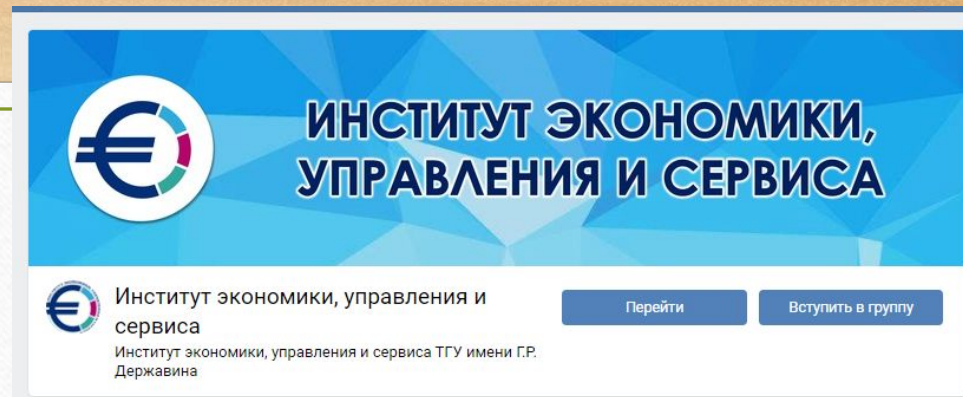 ИНСТИТУТ ЭКОНОМИКИ,
УПРАВЛЕНИЯ И СЕРВИСА
Институт экономики, управления и
сервиса
Институт экономики, управления и сервиса ТГУ имени Г.Р.
Державина
Перейти
Вступить в группу